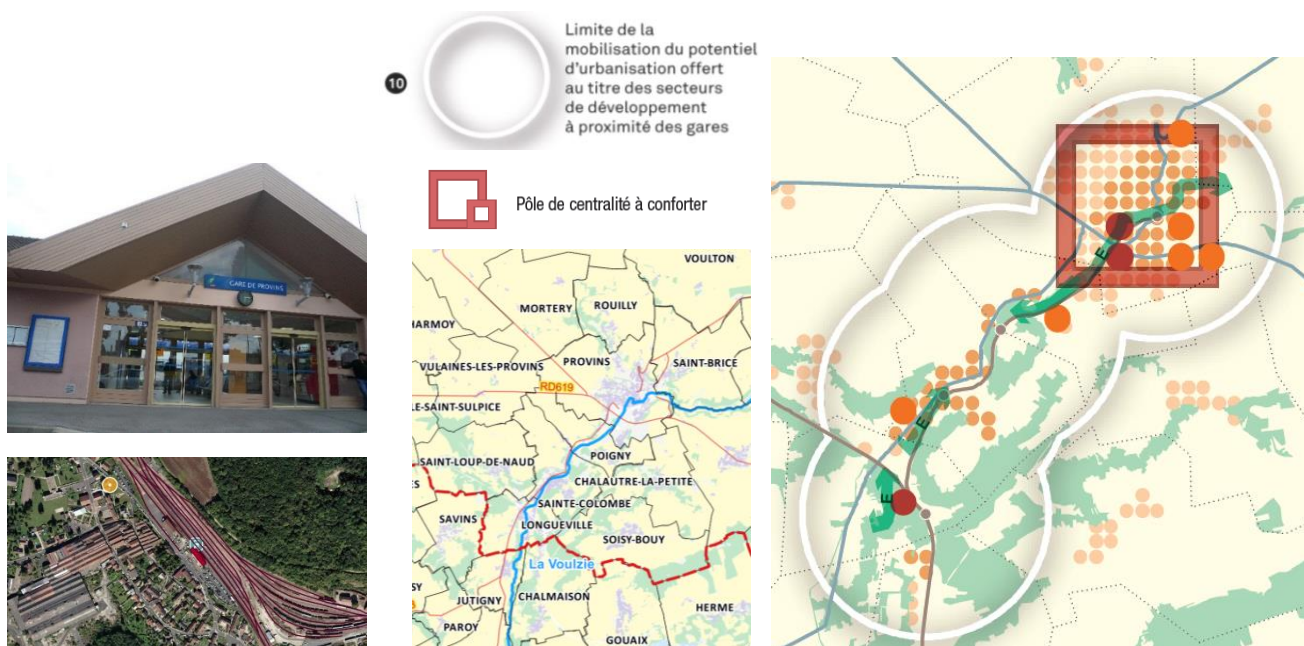 10
Limite de la
mobilisation du potentiel
d'urbanisation offert
au titre des secteurs
de développement
à proximité des gares
Pôle de centralité à conforter
GARE DE PROVINS
VOULTON
MORTERY
ROUILLY
HARMOY
PROVINS
SAINT-BRICE
VULAINES-LES-PROVINS
RD619
LE-SAINT-SULPICE
SAINT-LOUP-DE-NAUD
POIGNY
CHALAUTRE-LA-PETITE
SAINTE-COLOMBE
SAVINS
LONGUEVILLE
SOISY-BOUY
La Voulzie
JUTIGNY
CHALMAISON
HERME
PAROY
GOUAIX
E
E
E